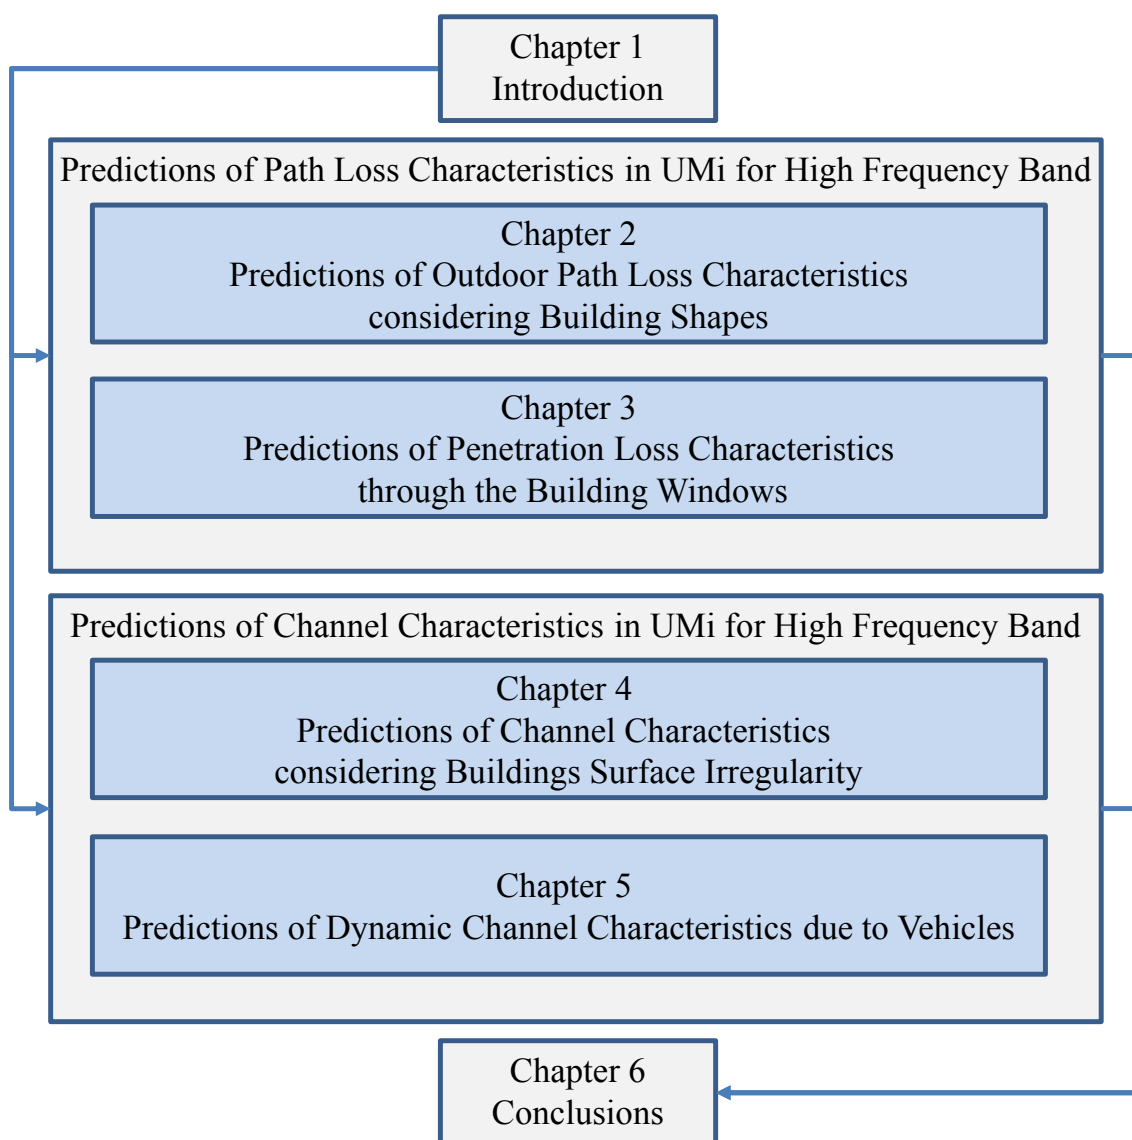 Chapter 1
Introduction
Predictions of Path Loss Characteristics in UMi for High Frequency Band
Chapter 2
Predictions of Outdoor Path Loss Characteristics
considering Building Shapes
Chapter 3
Predictions of Penetration Loss Characteristics
through the Building Windows
Predictions of Channel Characteristics in UMi for High Frequency Band
Chapter 4
Predictions of Channel Characteristics
considering Buildings Surface Irregularity
Chapter 5
Predictions of Dynamic Channel Characteristics due to Vehicles
Chapter 6
Conclusions